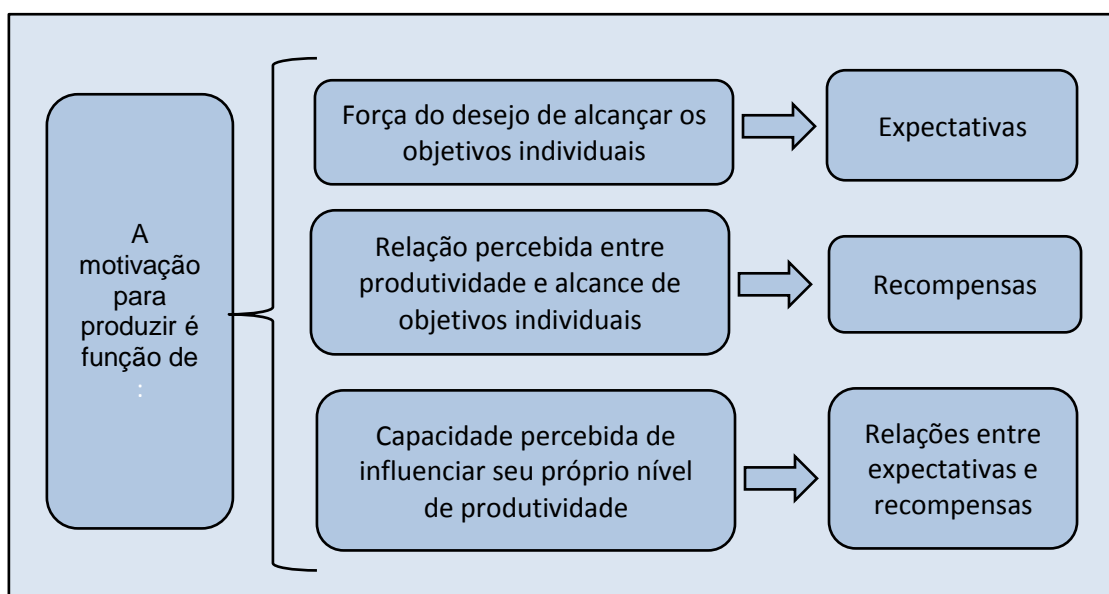 A
motivação
para
produzir é
função de
:
Força do desejo de alcançar os
objetivos individuais
Expectativas
Relação percebida entre
produtividade e alcance de
objetivos individuais
Recompensas
Capacidade percebida de
influenciar seu próprio nível
de produtividade
Relações entre
expectativas e
recompensas